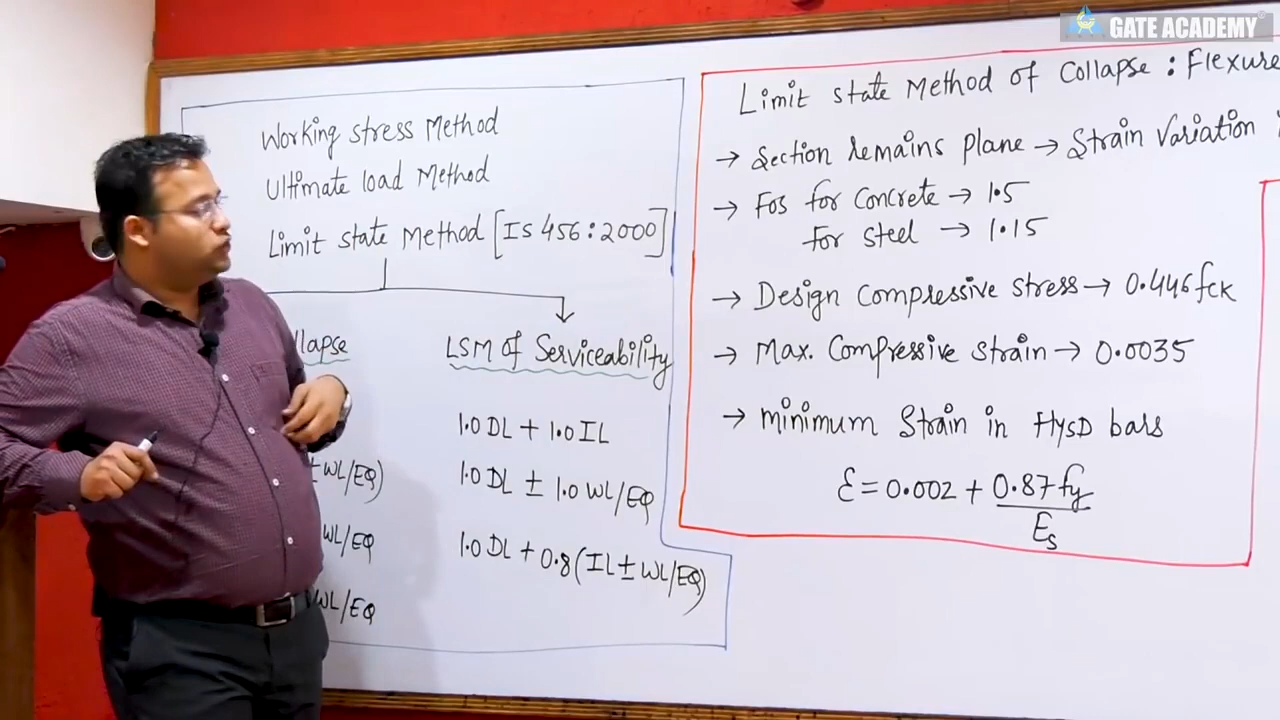 GATE ACADEMY
Working stress Method
Ultimate load Method
Limit state Method [IS 456:2000]
LSM of Serviceability
1.0 DL + 1.0 IL
WL/EQ)
1.0 DL ± 1.0 WL/EQ
WL/EQ
1.0 DL + 0.8 (IL ± WL/EQ)
WL/EQ
Limit state Method of Collapse : Flexure
→ Section remains plane → Strain Variation
→ FOS for Concrete → 1.5
For steel → 1.15
→ Design Compressive stress → 0.446 fck
→ Max. Compressive Strain → 0.0035
→ Minimum Strain in HYSD bars
Ɛ = 0.002 + 0.87 fy
Es